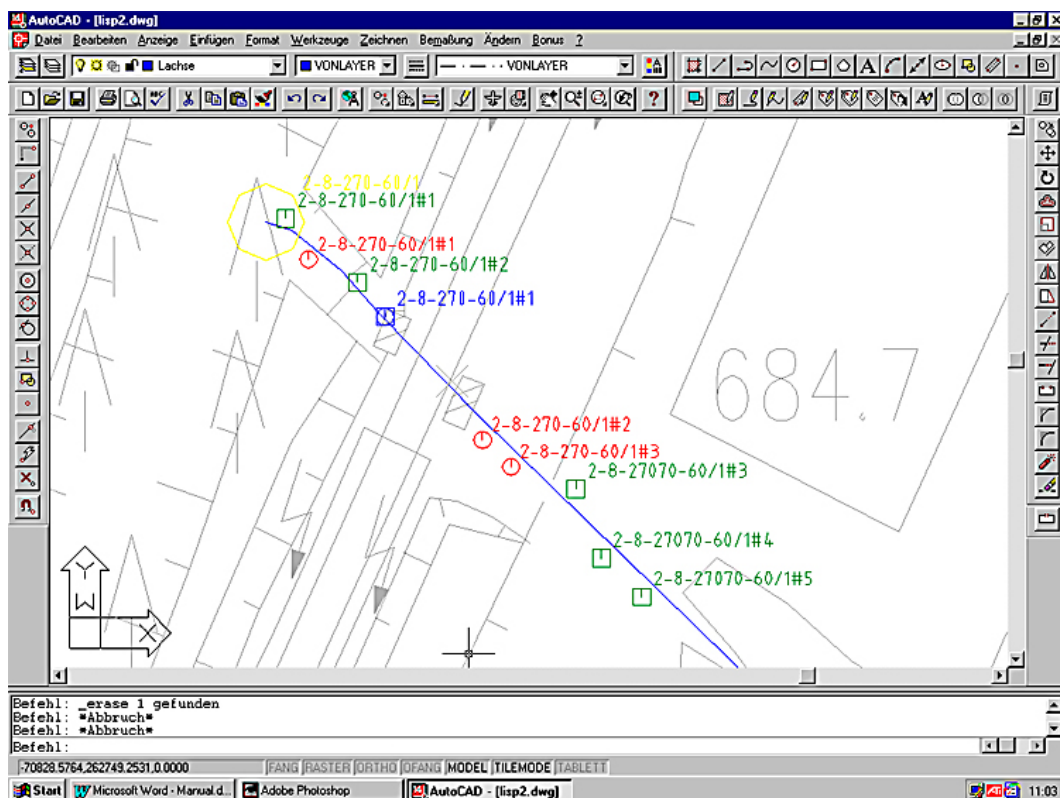 AutoCAD - [lisp2.dwg]
Datei Bearbeiten Anzeige Einfügen Format Werkzeuge Zeichnen Bemaßung Ändern Bonus ?
Lachse VONLAYER VONLAYER
2-8-270-60/1
2-8-270-60/1#1
2-8-270-60/1#1
2-8-270-60/1#2
2-8-270-60/1#1
684.7
2-8-270-60/1#2
2-8-270-60/1#3
2-8-27070-60/1#3
2-8-27070-60/1#4
2-8-27070-60/1#5
Y
W
X
Befehl: _erase 1 gefunden
Befehl: *Abbruch*
Befehl: *Abbruch*
Befehl:
-70828.5764,262749.2531,0.0000 FANG RASTER ORTHO OFANG MODEL TILEMODE TABLETT
Start Microsoft Word - Manual.d... Adobe Photoshop AutoCAD - [lisp2.dwg] 11:03